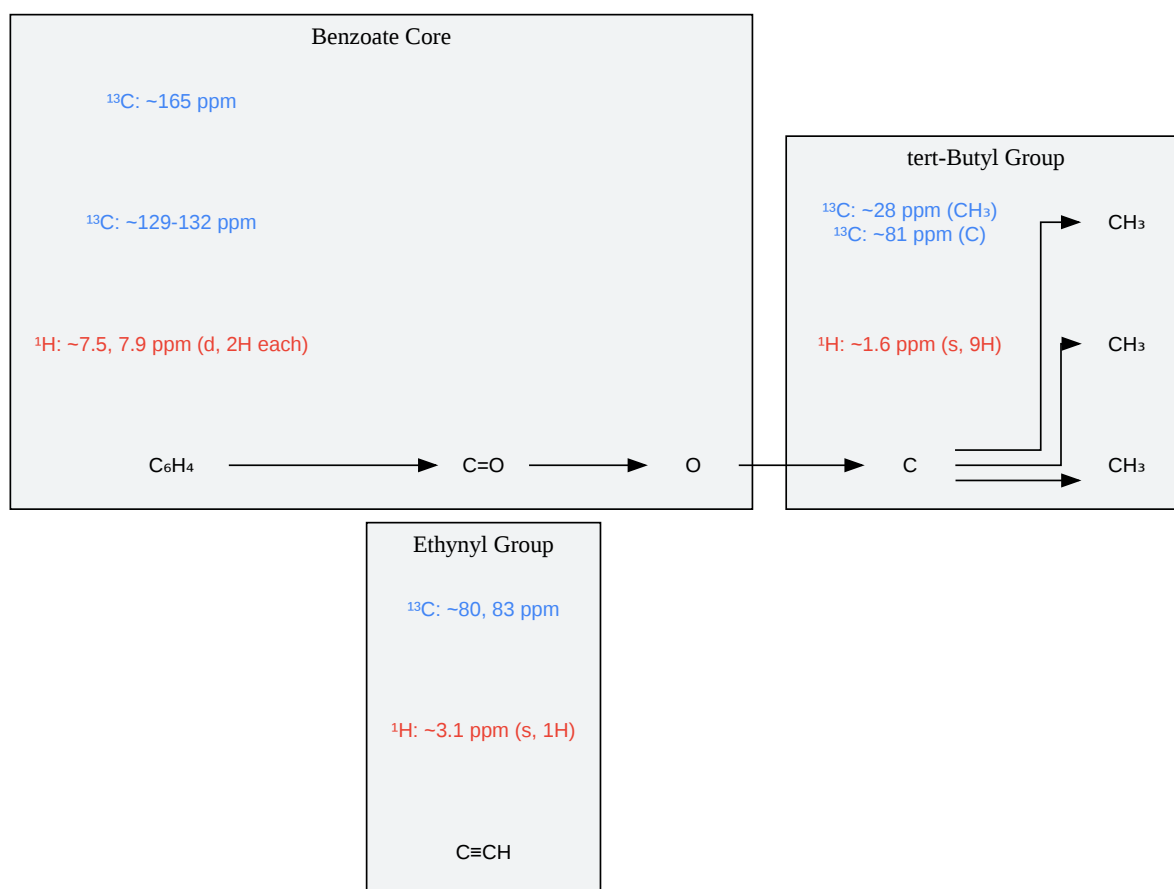 Benzoate Core
¹³C: ~165 ppm
¹³C: ~129-132 ppm
¹H: ~7.5, 7.9 ppm (d, 2H each)
C₆H₄
C=O
O
tert-Butyl Group
¹³C: ~28 ppm (CH₃)
¹³C: ~81 ppm (C)
CH₃
¹H: ~1.6 ppm (s, 9H)
CH₃
C
CH₃
Ethynyl Group
¹³C: ~80, 83 ppm
¹H: ~3.1 ppm (s, 1H)
C≡CH